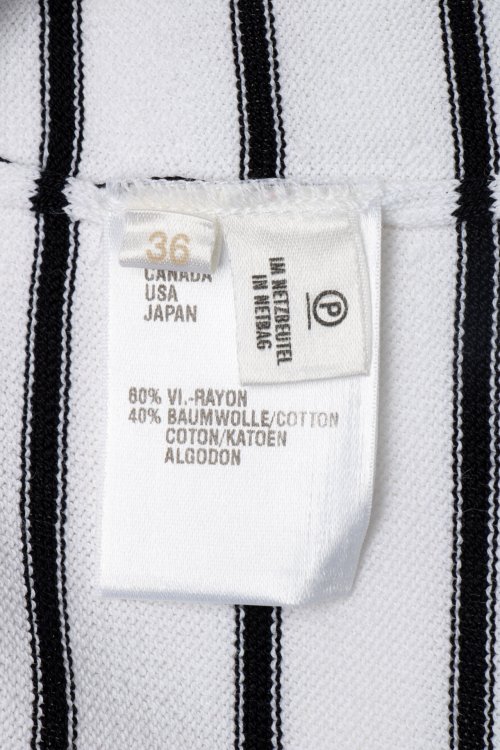 36
CANADA
USA
JAPAN
P
IM NETZBEUTEL
IN NETBAG
60% VI.-RAYON
40% BAUMWOLLE/COTTON
COTON/KATOEN
ALGODON